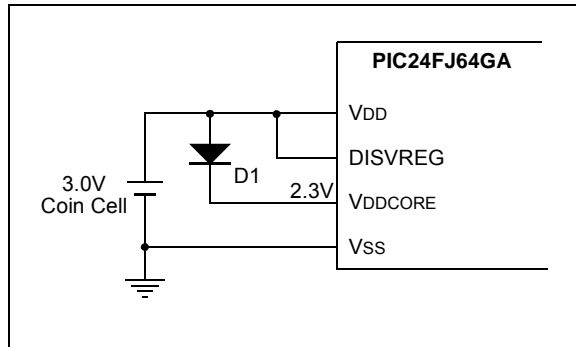 PIC24FJ64GA
VDD
DISVREG
D1
3.0V
Coin Cell
2.3V
VDDCORE
VSS